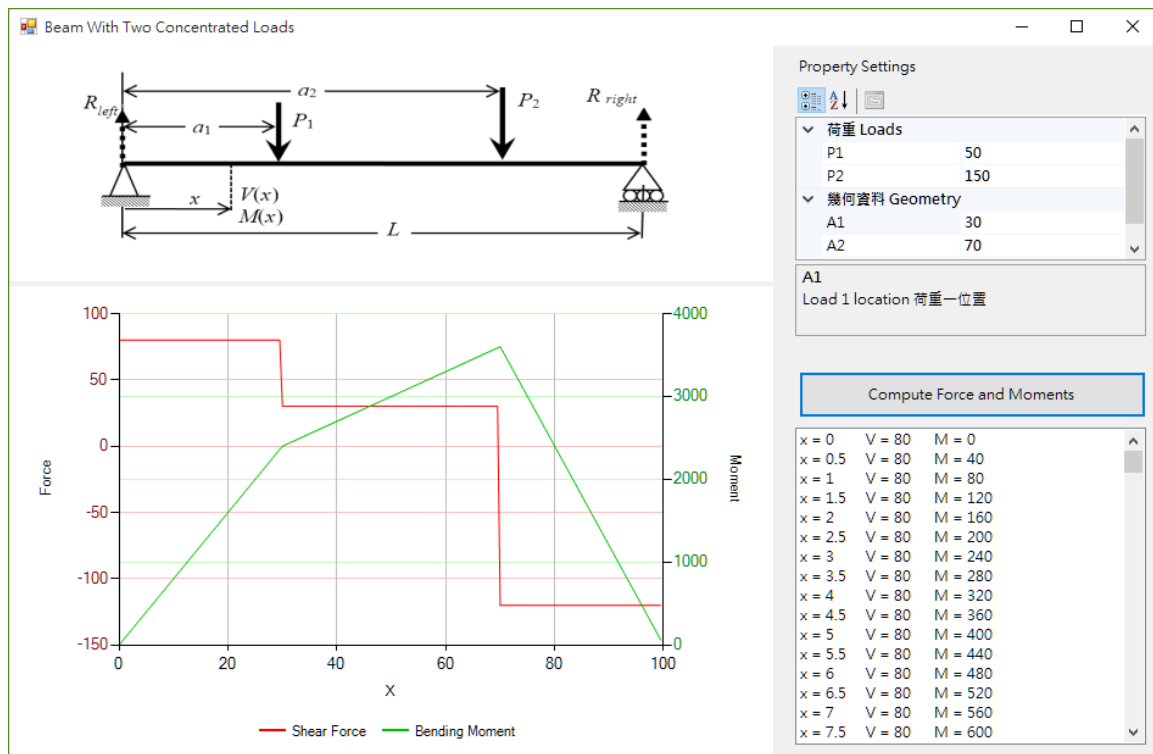 Beam With Two Concentrated Loads
a2
R left
P2
R right
a1
P1
x
V(x)
M(x)
L
Property Settings
荷重 Loads
P1 50
P2 150
幾何資料 Geometry
A1 30
A2 70
A1
Load 1 location 荷重一位置
Compute Force and Moments
x = 0 V = 80 M = 0
x = 0.5 V = 80 M = 40
x = 1 V = 80 M = 80
x = 1.5 V = 80 M = 120
x = 2 V = 80 M = 160
x = 2.5 V = 80 M = 200
x = 3 V = 80 M = 240
x = 3.5 V = 80 M = 280
x = 4 V = 80 M = 320
x = 4.5 V = 80 M = 360
x = 5 V = 80 M = 400
x = 5.5 V = 80 M = 440
x = 6 V = 80 M = 480
x = 6.5 V = 80 M = 520
x = 7 V = 80 M = 560
x = 7.5 V = 80 M = 600
100
50
0
-50
-100
-150
Force
4000
3000
2000
1000
0
Moment
0 20 40 60 80 100
X
Shear Force Bending Moment